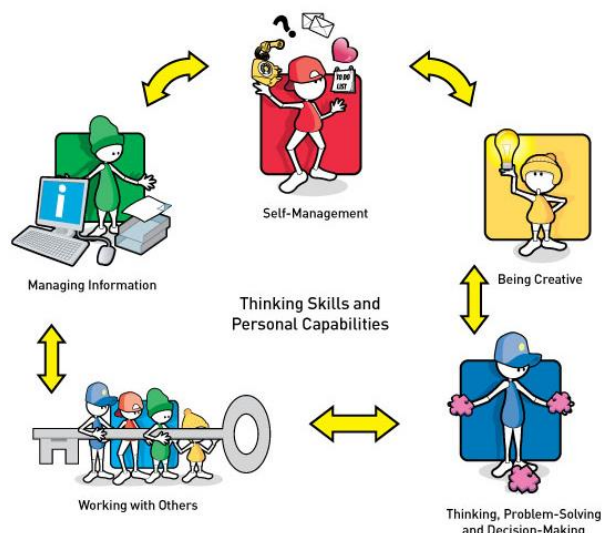 ?
TO DO
LIST
Self-Management
i
Managing Information
Being Creative
Thinking Skills and
Personal Capabilities
Working with Others
Thinking, Problem-Solving
and Decision-Making